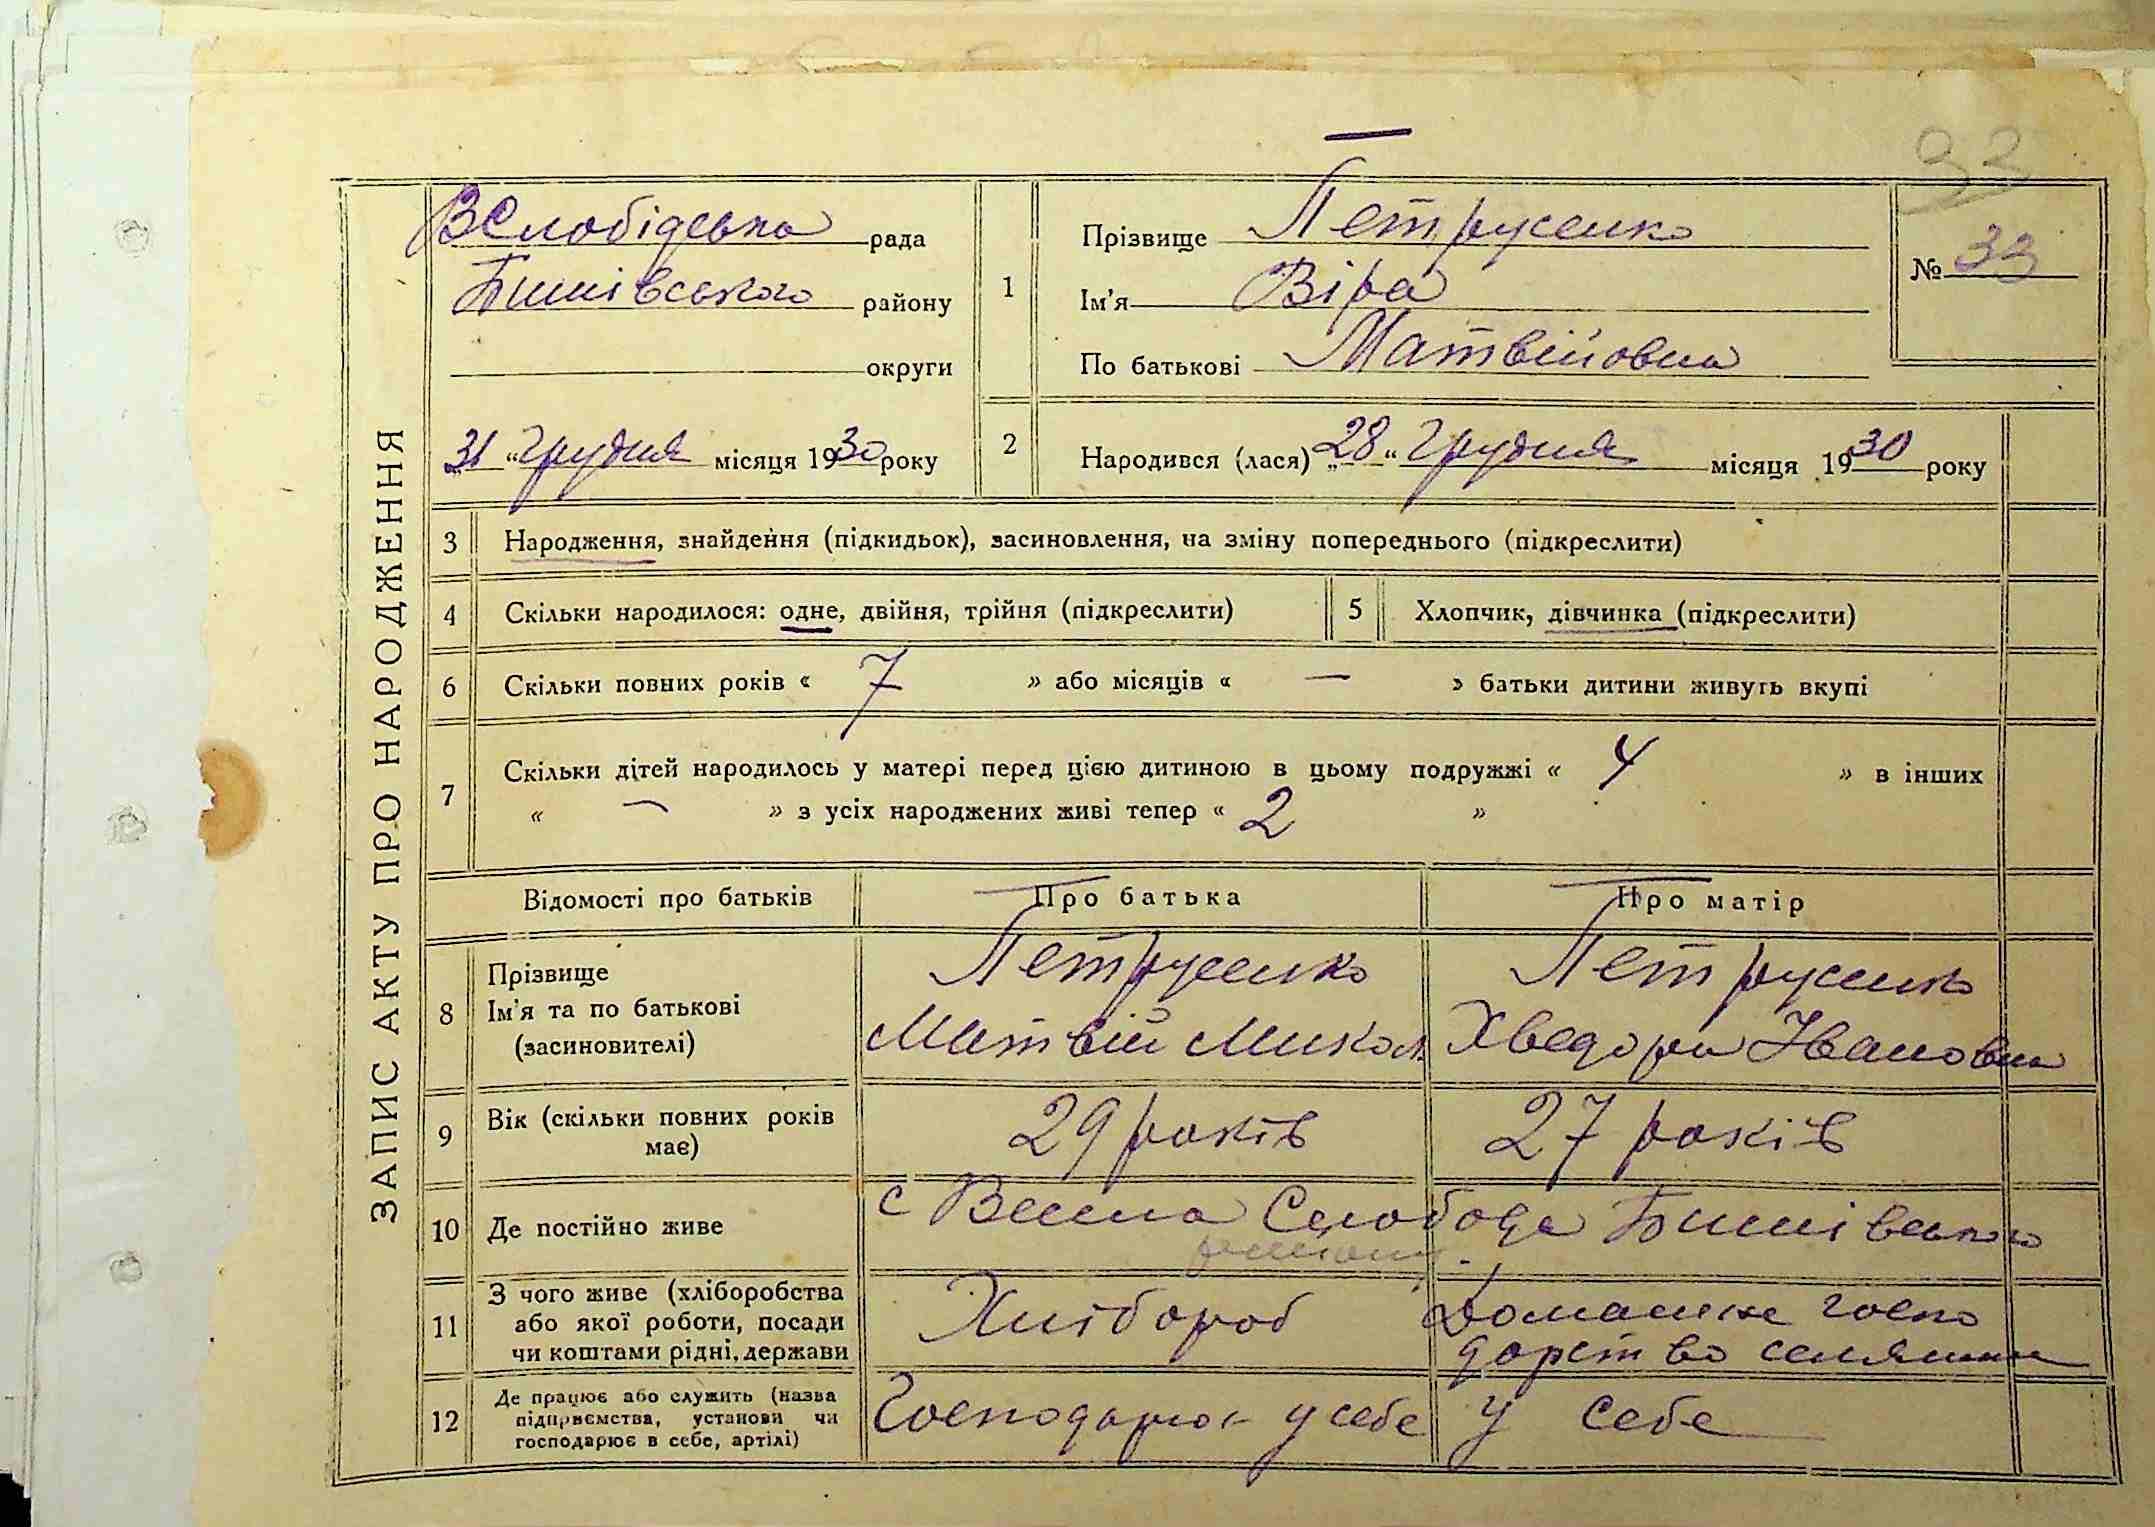 93
ЗАПИС АКТУ ПРО НАРОДЖЕННЯ
ВСлобідська рада
Бишівського району
округи
„31“ грудня місяця 1930 року
1
Прізвище Петрусенко
Ім'я Віра
По батькові Матвійовна
№ 33
2
Народився (лася) „28“ грудня місяця 1930 року
3 Народження, знайдення (підкидьок), засиновлення, на зміну попереднього (підкреслити)
4 Скільки народилося: одне, двійня, трійня (підкреслити)
5 Хлопчик, дівчинка (підкреслити)
6 Скільки повних років « 7 » або місяців « — » батьки дитини живуть вкупі
7 Скільки дітей народилось у матері перед цією дитиною в цьому подружжі « 4 » в інших
« — » з усіх народжених живі тепер « 2 »
Відомості про батьків Про батька Про матір
8 Прізвище
Ім'я та по батькові
(засиновителі)
Петрусенко
Матвій Микол
Петрусенко
Хведора Івановна
9 Вік (скільки повних років
має)
29 років
27 років
10 Де постійно живе
с Весела Слобода Бишівського
району
11 З чого живе (хліборобства
або якої роботи, посади
чи коштами рідні, держави
Хлібороб
Домашнє госпо
дарство селянина
12 Де працює або служить (назва
підприємства, установи чи
господарює в себе, артілі)
Господарює у себе
у себе